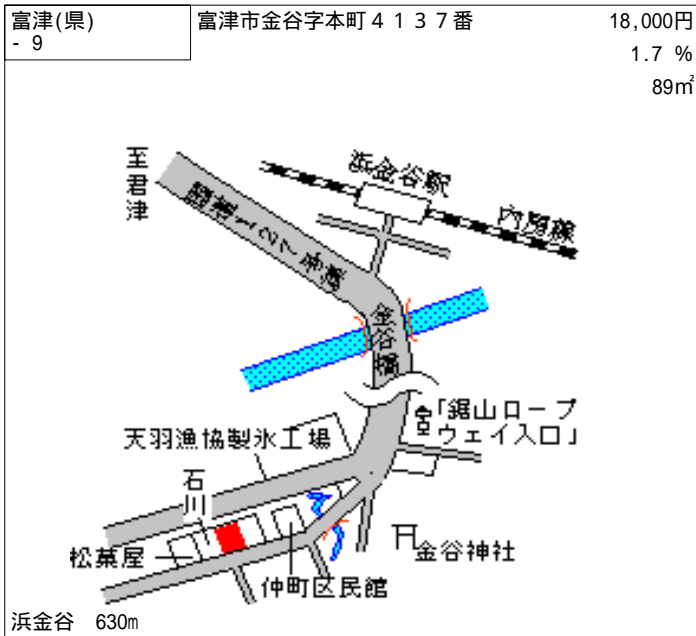 富津(県)
- 9
富津市金谷字本町４１３７番
18,000円
1.7 %
89㎡
至君津
浜金谷駅
内房線
国道127号線
金谷橋
「鋸山ロープ
ウェイ入口」
天羽漁協製氷工場
石川
松菓屋
仲町区民館
金谷神社
浜金谷 630m